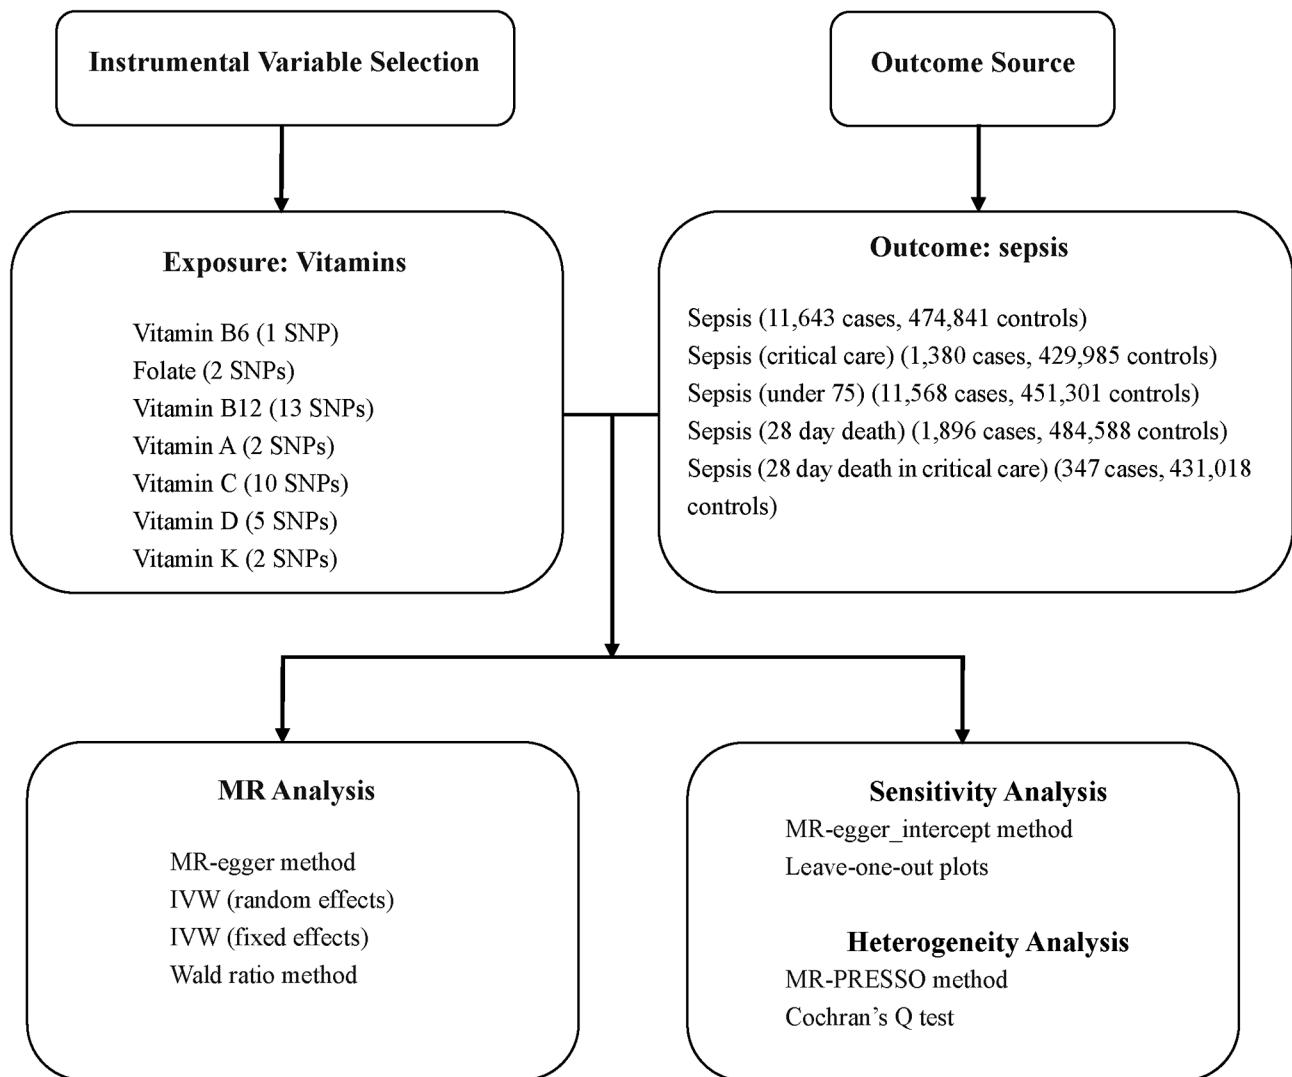 Instrumental Variable Selection
Outcome Source
Exposure: Vitamins
Vitamin B6 (1 SNP)
Folate (2 SNPs)
Vitamin B12 (13 SNPs)
Vitamin A (2 SNPs)
Vitamin C (10 SNPs)
Vitamin D (5 SNPs)
Vitamin K (2 SNPs)
Outcome: sepsis
Sepsis (11,643 cases, 474,841 controls)
Sepsis (critical care) (1,380 cases, 429,985 controls)
Sepsis (under 75) (11,568 cases, 451,301 controls)
Sepsis (28 day death) (1,896 cases, 484,588 controls)
Sepsis (28 day death in critical care) (347 cases, 431,018
controls)
MR Analysis
MR-egger method
IVW (random effects)
IVW (fixed effects)
Wald ratio method
Sensitivity Analysis
MR-egger_intercept method
Leave-one-out plots
Heterogeneity Analysis
MR-PRESSO method
Cochran’s Q test